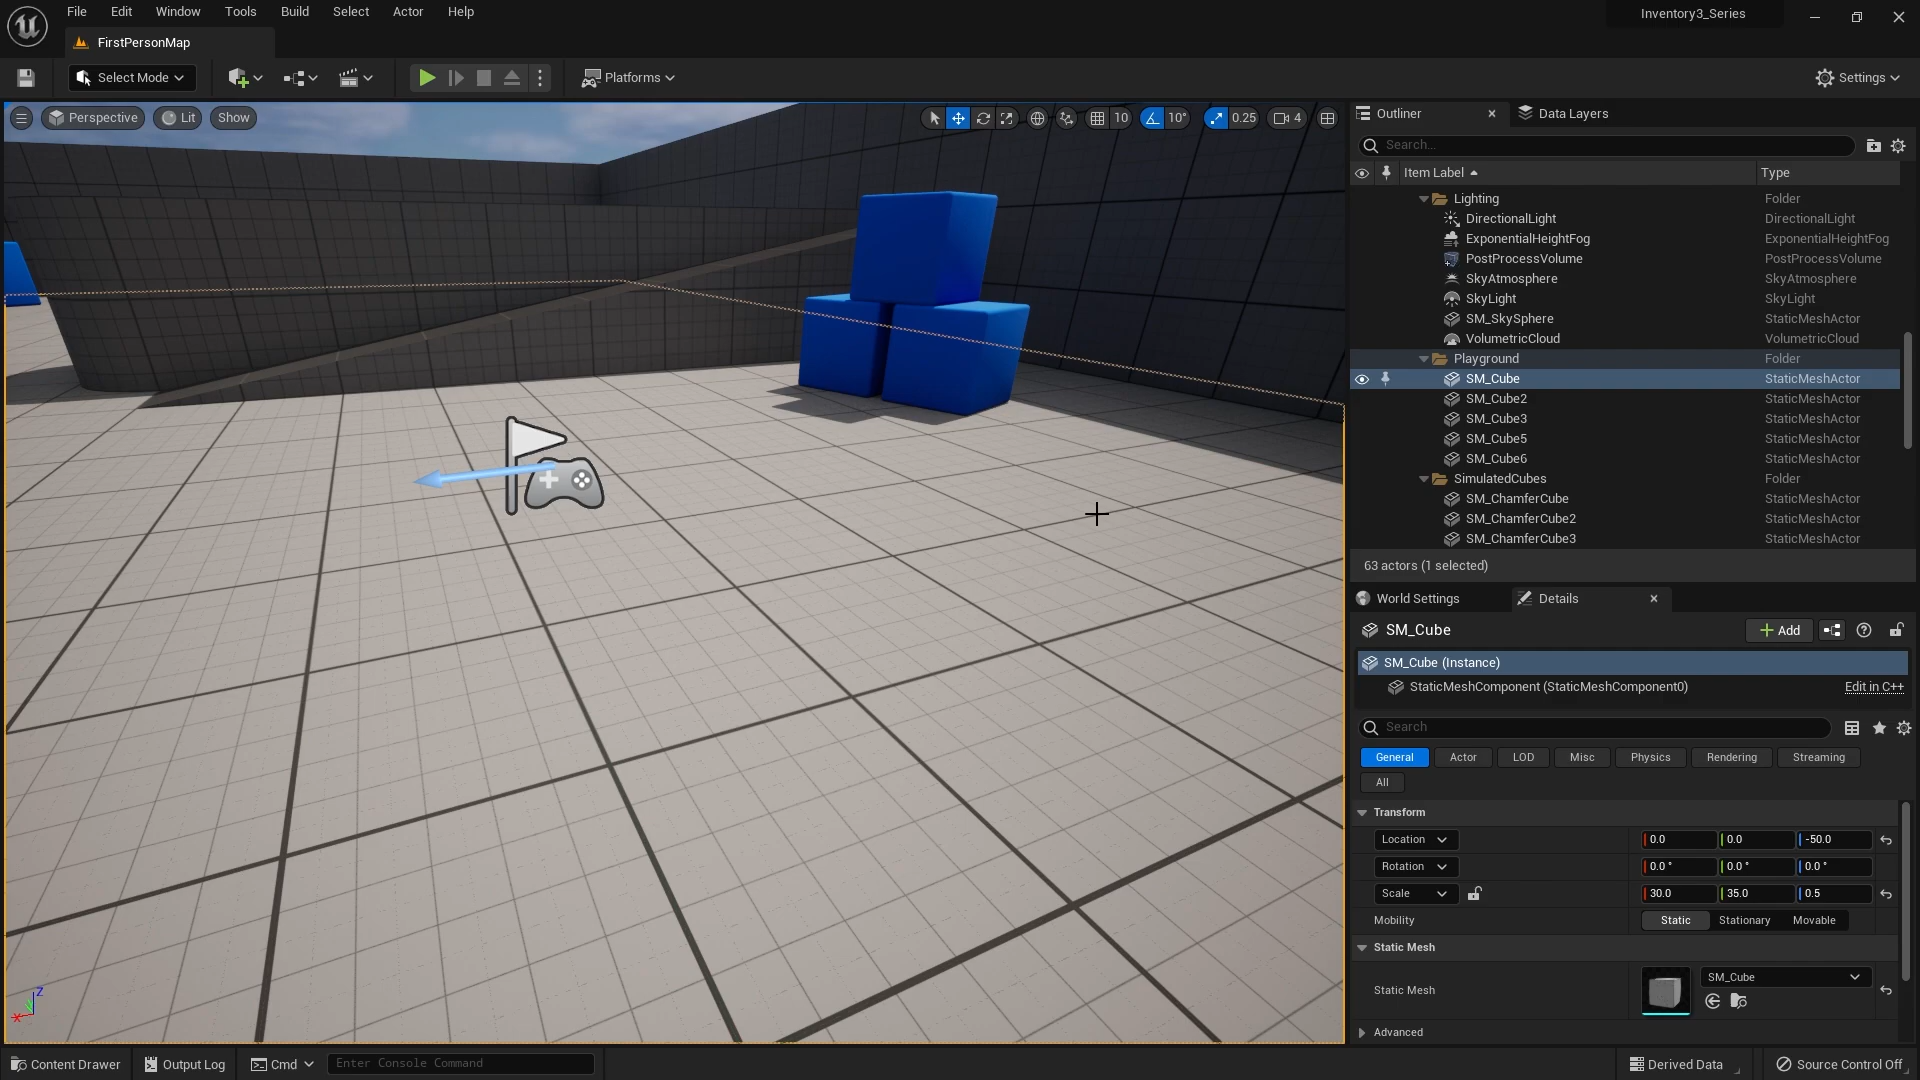 File Edit Window Tools Build Select Actor Help
Inventory3_Series
FirstPersonMap
Select Mode
Platforms
Settings
Perspective
Lit
Show
10
10°
0.25
4
Outliner
Data Layers
Search...
Item Label Type
Lighting Folder
DirectionalLight DirectionalLight
ExponentialHeightFog ExponentialHeightFog
PostProcessVolume PostProcessVolume
SkyAtmosphere SkyAtmosphere
SkyLight SkyLight
SM_SkySphere StaticMeshActor
VolumetricCloud VolumetricCloud
Playground Folder
SM_Cube StaticMeshActor
SM_Cube2 StaticMeshActor
SM_Cube3 StaticMeshActor
SM_Cube5 StaticMeshActor
SM_Cube6 StaticMeshActor
SimulatedCubes Folder
SM_ChamferCube StaticMeshActor
SM_ChamferCube2 StaticMeshActor
SM_ChamferCube3 StaticMeshActor
63 actors (1 selected)
World Settings
Details
SM_Cube
Add
SM_Cube (Instance)
StaticMeshComponent (StaticMeshComponent0)
Edit in C++
Search
General Actor LOD Misc Physics Rendering Streaming
All
Transform
Location 0.0 0.0 -50.0
Rotation 0.0 ° 0.0 ° 0.0 °
Scale 30.0 35.0 0.5
Mobility Static Stationary Movable
Static Mesh
Static Mesh SM_Cube
Advanced
z
x
Content Drawer
Output Log
Cmd
Enter Console Command
Derived Data
Source Control Off